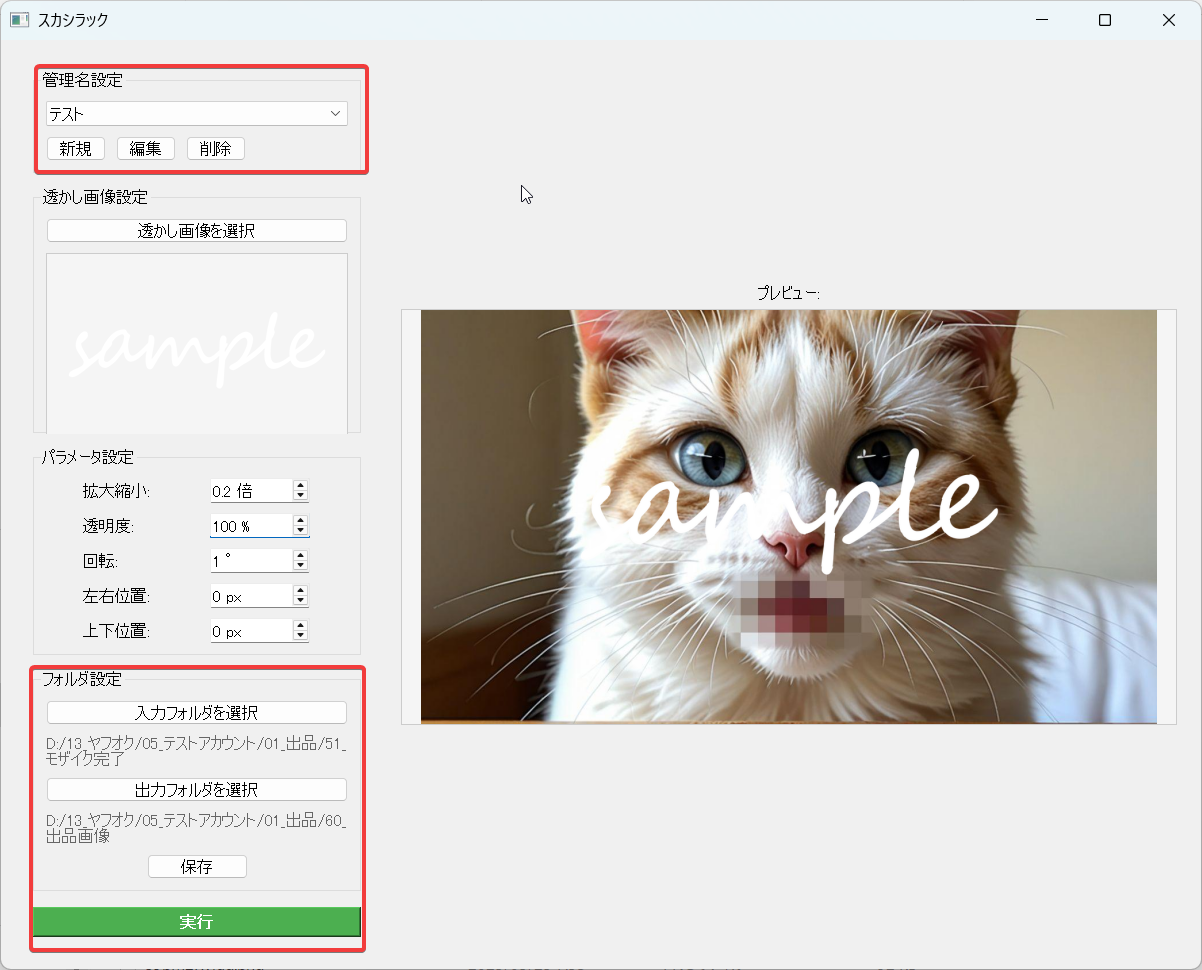 スカシラック
管理名設定
テスト
新規 編集 削除
透かし画像設定
透かし画像を選択
sample
パラメータ設定
拡大縮小: 0.2 倍
透明度: 100 %
回転: 1 °
左右位置: 0 px
上下位置: 0 px
フォルダ設定
入力フォルダを選択
D:/13_ヤフオク/05_テストアカウント/01_出品/51_
モザイク完了
出力フォルダを選択
D:/13_ヤフオク/05_テストアカウント/01_出品/60_
出品画像
保存
実行
プレビュー:
sample